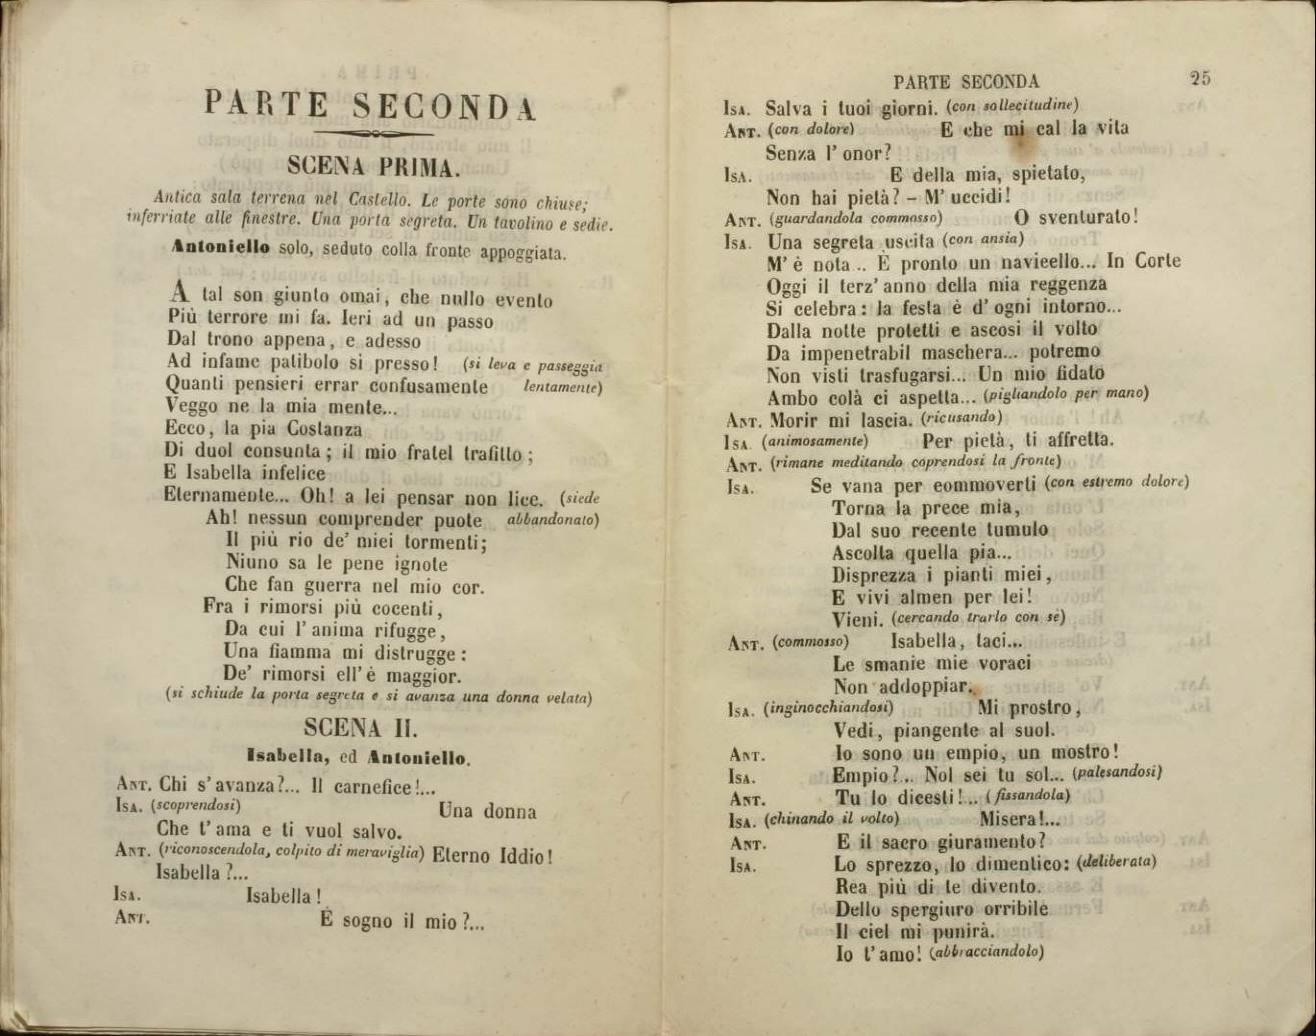 PARTE SECONDA
SCENA PRIMA.
Antica sala terrena nel Castello. Le porte sono chiuse;
inferriate alle finestre. Una porta segreta. Un tavolino e sedie.
Antoniello solo, seduto colla fronte appoggiata.
A tal son giunto omai, che nullo evento
Più terrore mi fa. Ieri ad un passo
Dal trono appena, e adesso
Ad infame patibolo si presso! (si leva e passeggia
Quanti pensieri errar confusamente lentamente)
Veggo ne la mia mente...
Ecco, la pia Costanza
Di duol consunta; il mio fratel trafitto;
E Isabella infelice
Eternamente... Oh! a lei pensar non lice. (siede
Ah! nessun comprender puote abbandonato)
Il più rio de' miei tormenti;
Niuno sa le pene ignote
Che fan guerra nel mio cor.
Fra i rimorsi più cocenti,
Da cui l'anima rifugge,
Una fiamma mi distrugge:
De' rimorsi ell'è maggior.
(si schiude la porta segreta e si avanza una donna velata)
SCENA II.
Isabella, ed Antoniello.
ANT. Chi s'avanza?... Il carnefice!...
ISA. (scoprendosi) Una donna
Che t'ama e ti vuol salvo.
ANT. (riconoscendola, colpito di meraviglia) Eterno Iddio!
Isabella?...
ISA. Isabella!
ANT. È sogno il mio?...
PARTE SECONDA 25
ISA. Salva i tuoi giorni. (con sollecitudine)
ANT. (con dolore) E che mi cal la vita
Senza l'onor?
ISA. E della mia, spietato,
Non hai pietà? – M'uccidi!
ANT. (guardandola commosso) O sventurato!
ISA. Una segreta uscita (con ansia)
M'è nota.. È pronto un navicello... In Corte
Oggi il terz'anno della mia reggenza
Si celebra: la festa è d'ogni intorno...
Dalla notte protetti e ascosi il volto
Da impenetrabil maschera... potremo
Non visti trasfugarsi... Un mio fidato
Ambo colà ci aspetta... (pigliandolo per mano)
ANT. Morir mi lascia. (ricusando)
ISA (animosamente) Per pietà, ti affretta.
ANT. (rimane meditando coprendosi la fronte)
ISA. Se vana per commoverti (con estremo dolore)
Torna la prece mia,
Dal suo recente tumulo
Ascolta quella pia...
Disprezza i pianti miei,
E vivi almen per lei!
Vieni. (cercando trarlo con sè)
ANT. (commosso) Isabella, taci...
Le smanie mie voraci
Non addoppiar.
ISA. (inginocchiandosi) Mi prostro,
Vedi, piangente al suol.
ANT. Io sono un empio, un mostro!
ISA. Empio?.. Nol sei tu sol... (palesandosi)
ANT. Tu lo dicesti!.. (fissandola)
ISA. (chinando il volto) Misera!...
ANT. E il sacro giuramento?
ISA. Lo sprezzo, lo dimentico: (deliberata)
Rea più di te divento.
Dello spergiuro orribile
Il ciel mi punirà.
Io t'amo! (abbracciandolo)